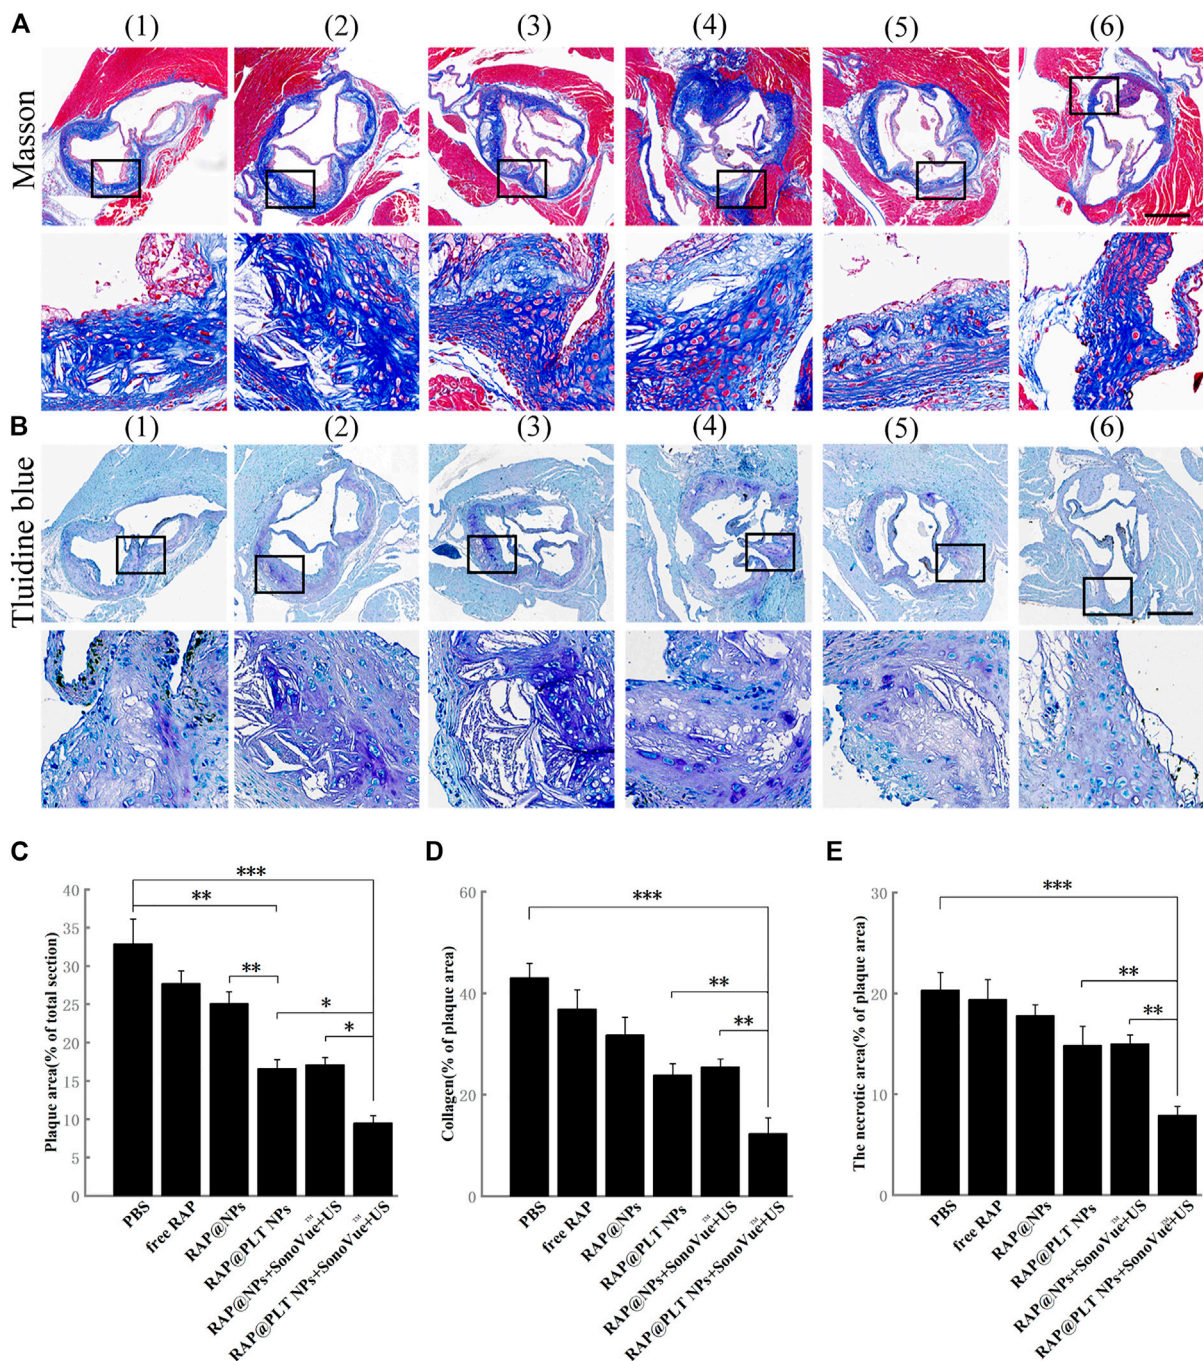 A
(1) (2) (3) (4) (5) (6)
Masson
B
(1) (2) (3) (4) (5) (6)
Tluidine blue
C
***
**
**
*
*
Plaque area(% of total section)
40
35
30
25
20
15
10
5
0
PBS
free RAP
RAP@NPs
RAP@PLT NPs
RAP@NPs+SonoVue™+US
RAP@PLT NPs+SonoVue™+US
D
***
**
**
Collagen(% of plaque area)
60
40
20
0
PBS
free RAP
RAP@NPs
RAP@PLT NPs
RAP@NPs+SonoVue™+US
RAP@PLT NPs+SonoVue™+US
E
***
**
**
The necrotic area(% of plaque area)
30
20
10
0
PBS
free RAP
RAP@NPs
RAP@PLT NPs
RAP@NPs+SonoVue™+US
RAP@PLT NPs+SonoVue™+US